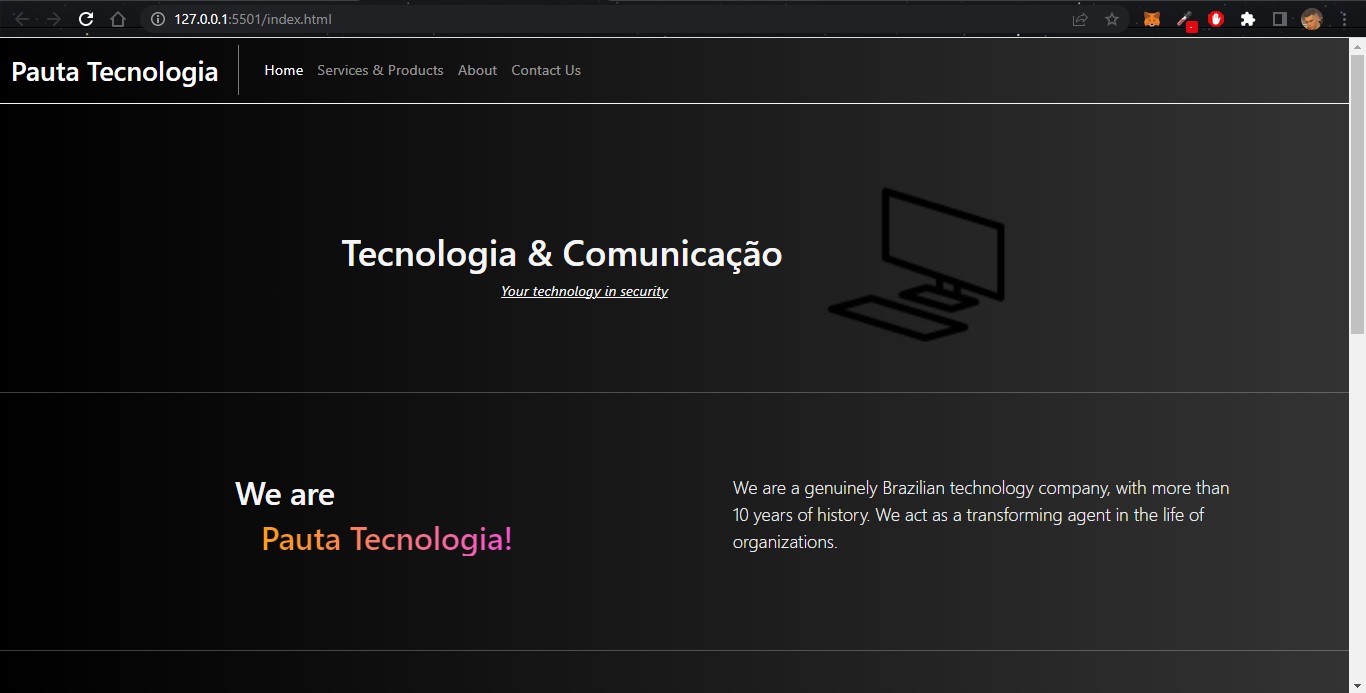 127.0.0.1:5501/index.html
Pauta Tecnologia
Home Services & Products About Contact Us
Tecnologia & Comunicação
Your technology in security
We are
Pauta Tecnologia!
We are a genuinely Brazilian technology company, with more than
10 years of history. We act as a transforming agent in the life of
organizations.